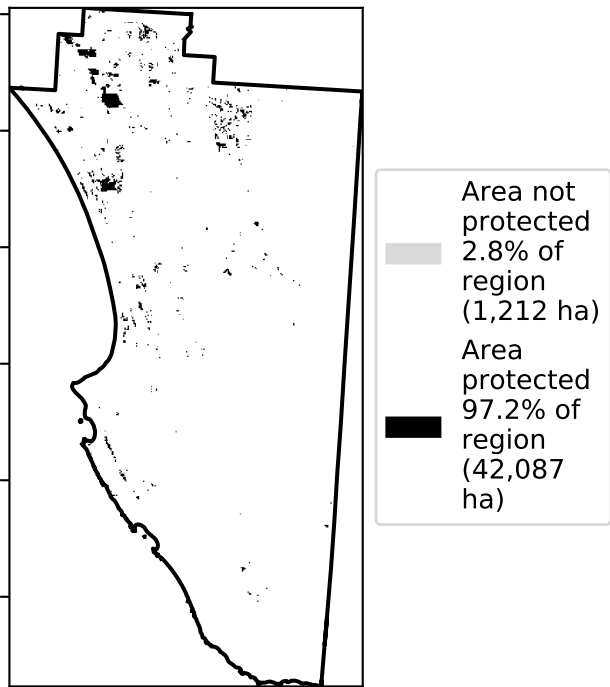 Area not
protected
2.8% of
region
(1,212 ha)
Area
protected
97.2% of
region
(42,087
ha)